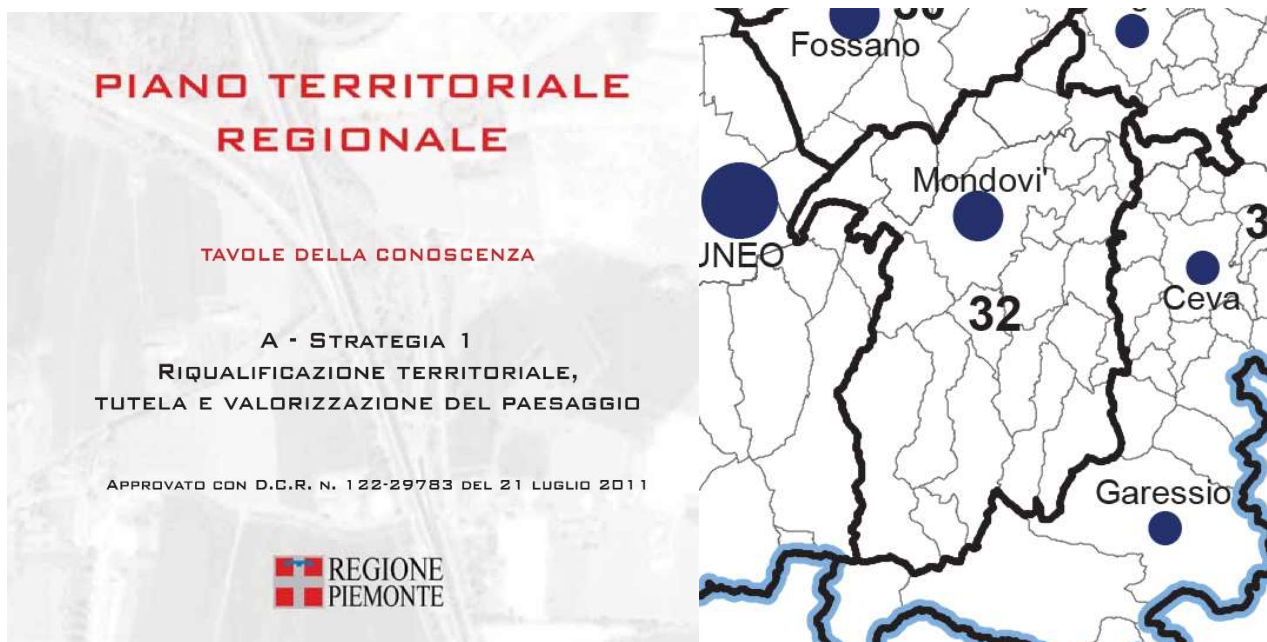 PIANO TERRITORIALE
REGIONALE
TAVOLE DELLA CONOSCENZA
A - STRATEGIA 1
RIQUALIFICAZIONE TERRITORIALE,
TUTELA E VALORIZZAZIONE DEL PAESAGGIO
APPROVATO CON D.C.R. N. 122-29783 DEL 21 LUGLIO 2011
REGIONE
PIEMONTE
Fossano
Mondovi'
UNEO
32
3
Ceva
Garessio